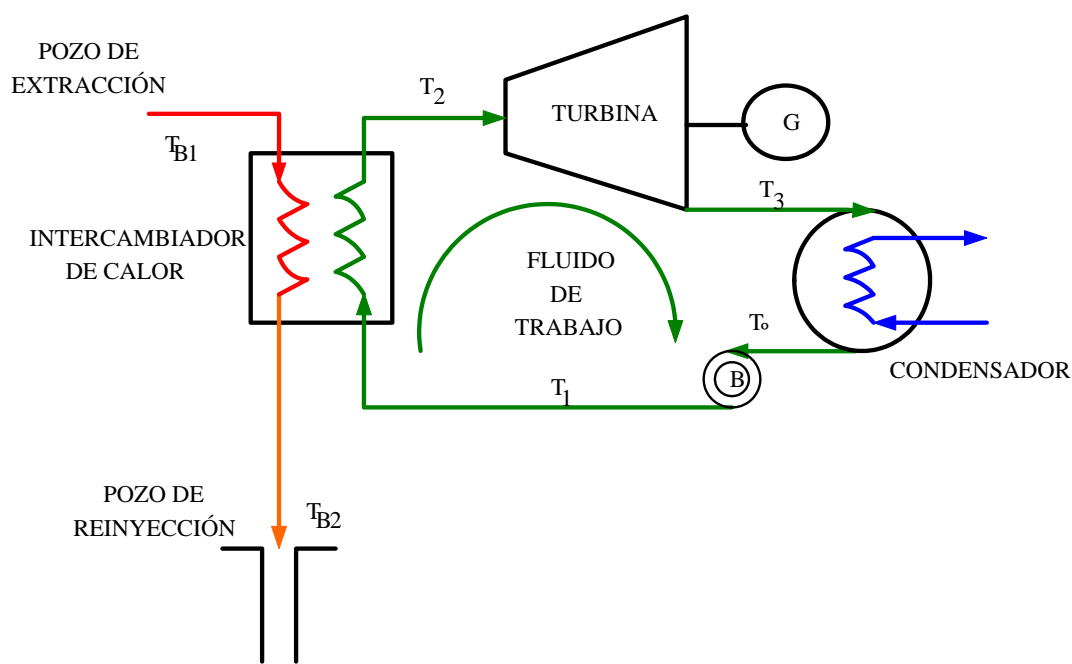 POZO DE
EXTRACCIÓN
T2
TURBINA
G
TB1
T3
INTERCAMBIADOR
DE CALOR
FLUIDO
DE
TRABAJO
To
B
CONDENSADOR
T1
POZO DE
REINYECCIÓN
TB2